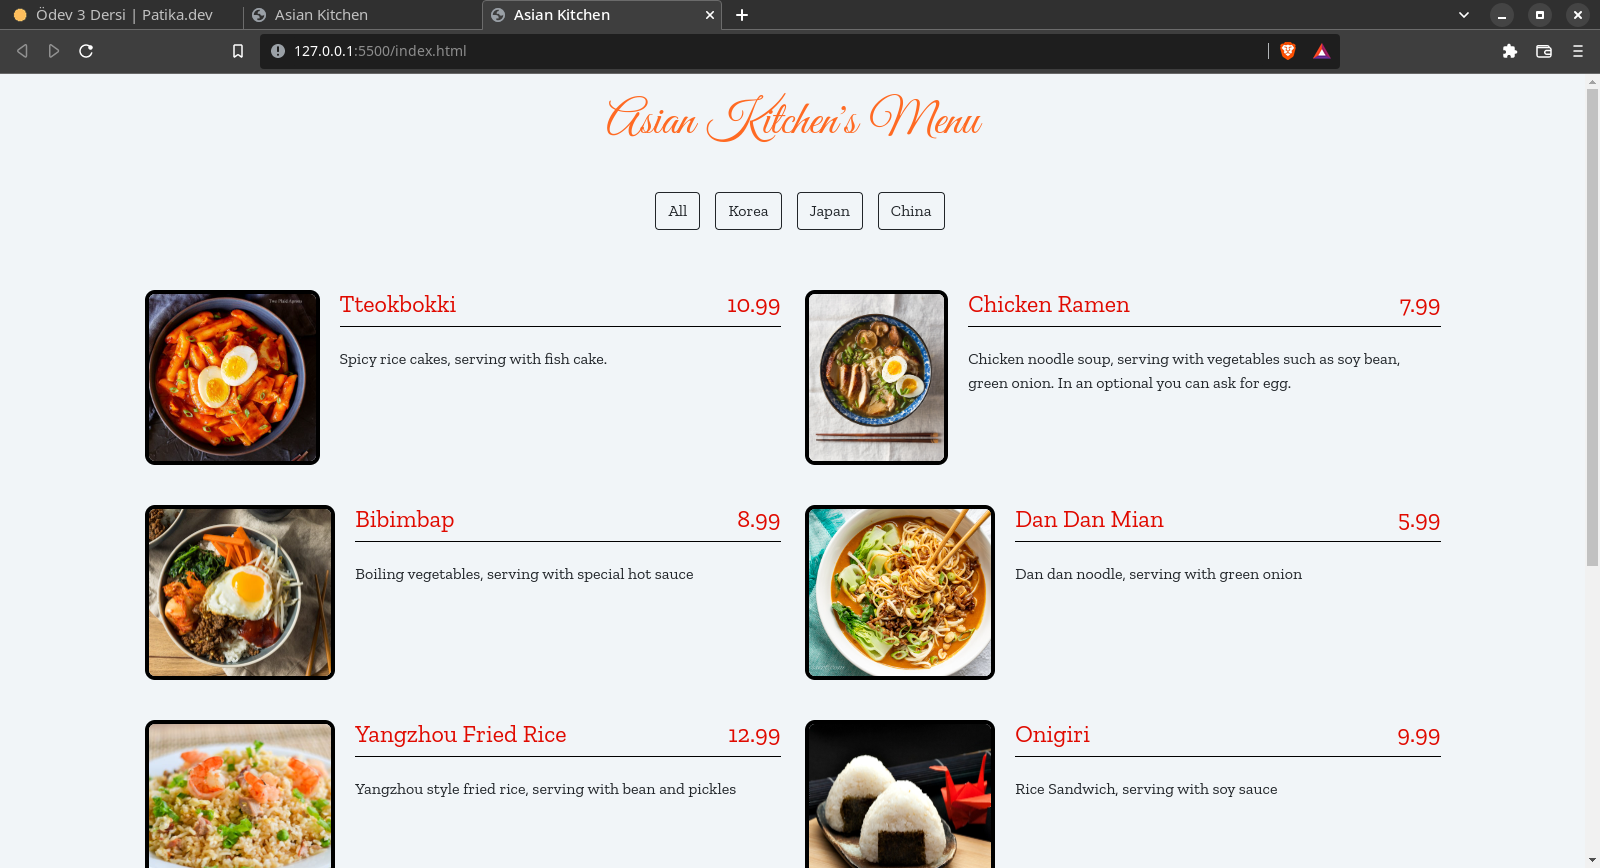 Ödev 3 Dersi | Patika.dev
Asian Kitchen
Asian Kitchen
127.0.0.1:5500/index.html
Asian Kitchen's Menu
All
Korea
Japan
China
Tteokbokki 10.99
Spicy rice cakes, serving with fish cake.
Chicken Ramen 7.99
Chicken noodle soup, serving with vegetables such as soy bean,
green onion. In an optional you can ask for egg.
Bibimbap 8.99
Boiling vegetables, serving with special hot sauce
Dan Dan Mian 5.99
Dan dan noodle, serving with green onion
Yangzhou Fried Rice 12.99
Yangzhou style fried rice, serving with bean and pickles
Onigiri 9.99
Rice Sandwich, serving with soy sauce